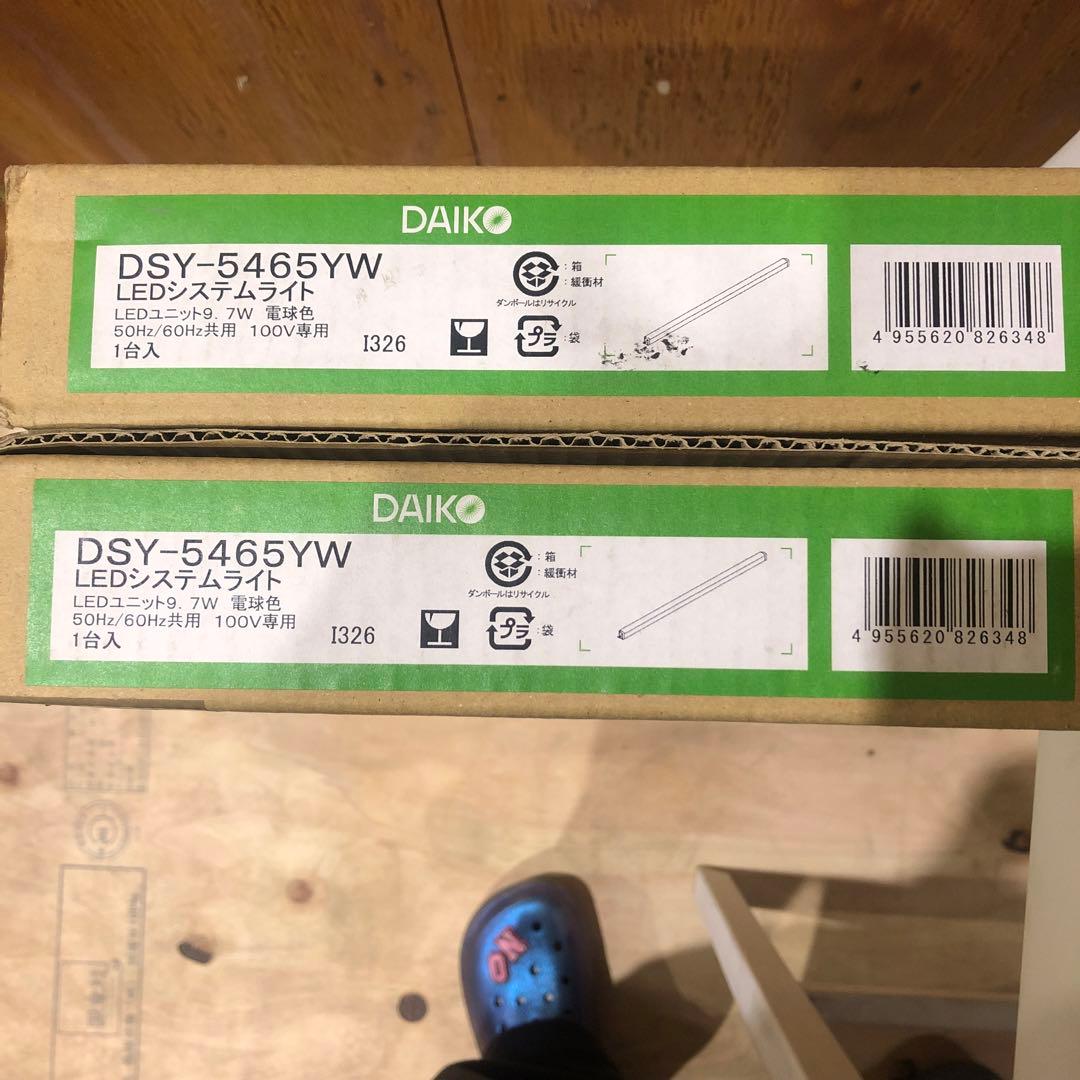 DAIKO
DSY-5465YW
LEDシステムライト
LEDユニット9.7W 電球色
50Hz/60Hz共用 100V専用
1台入
I326
:箱
:緩衝材
ダンボールはリサイクル
プラ
:袋
4 955620 826348
DAIKO
DSY-5465YW
LEDシステムライト
LEDユニット9.7W 電球色
50Hz/60Hz共用 100V専用
1台入
I326
:箱
:緩衝材
ダンボールはリサイクル
プラ
:袋
4 955620 826348
NO